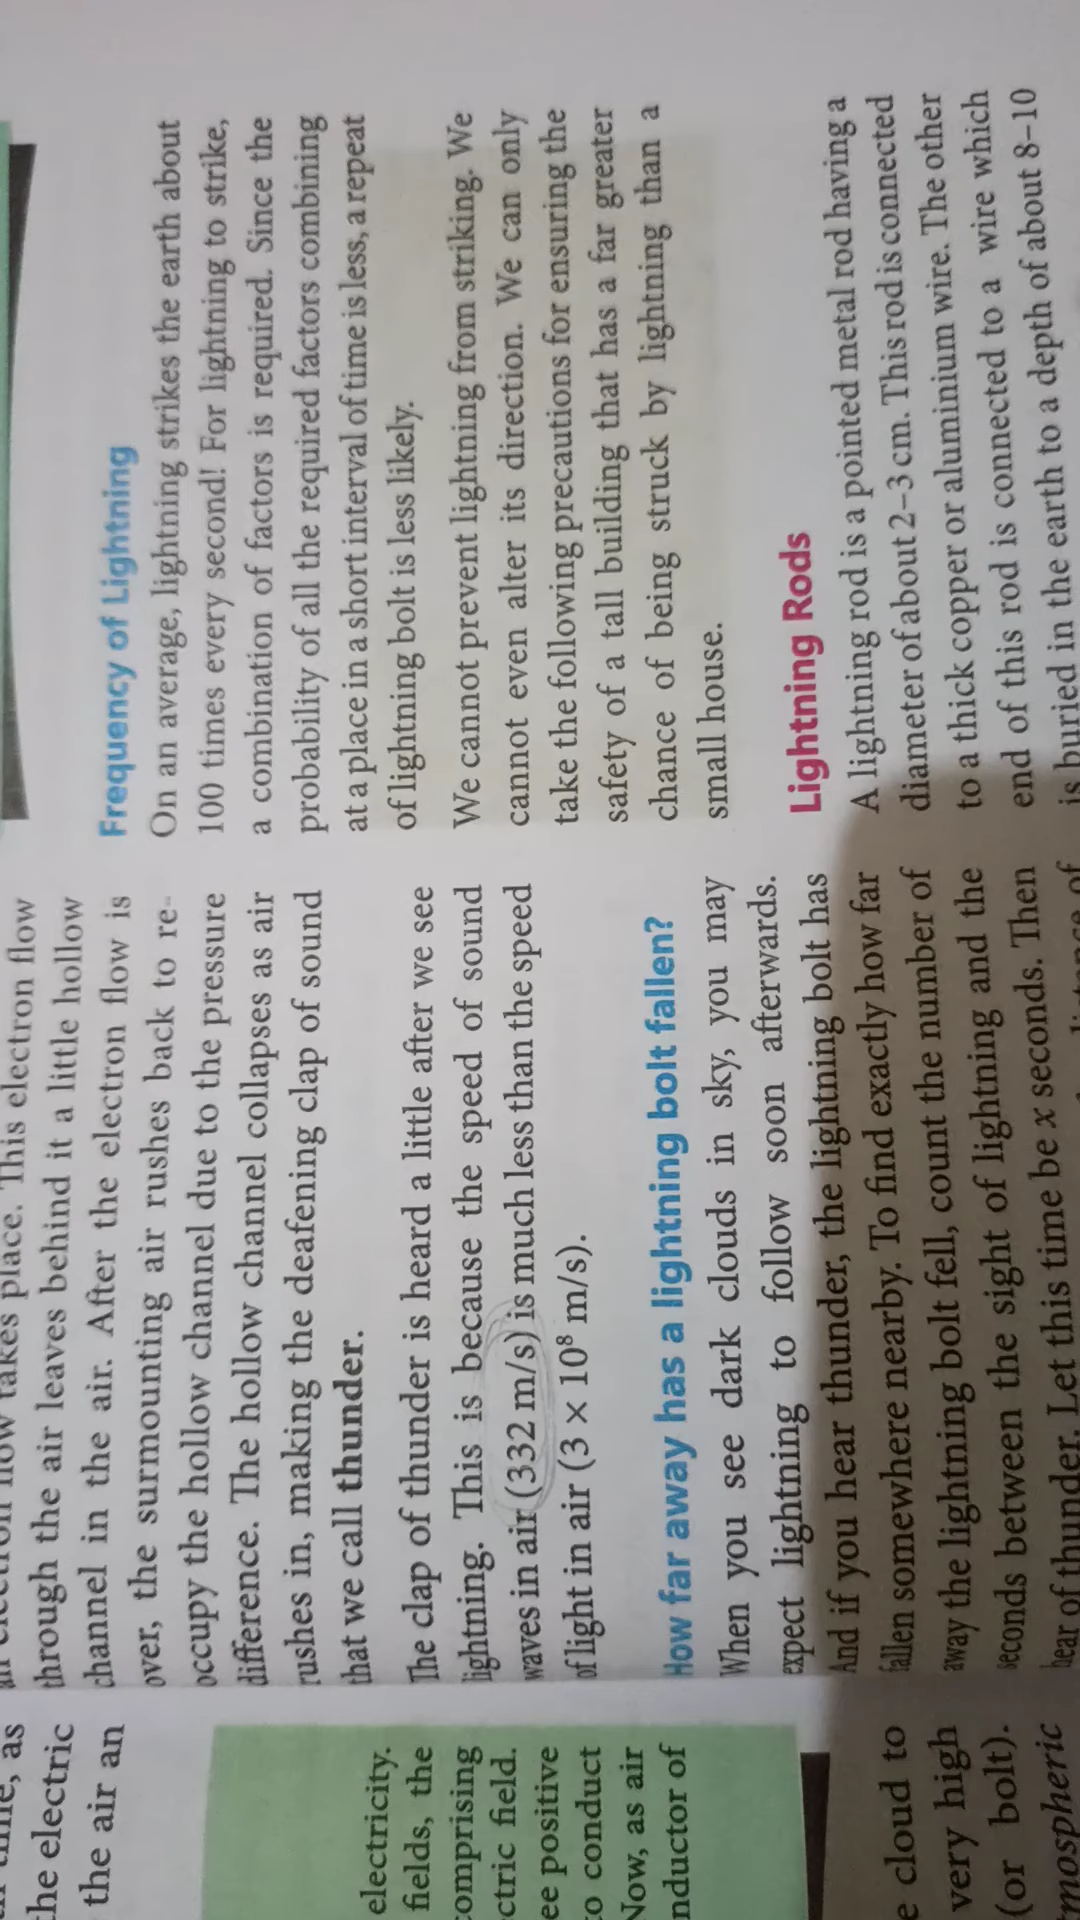 the electric
the air an
electricity.
fields, the
comprising
ctric field.
ee positive
to conduct
Now, as air
nductor of
e cloud to
very high
(or bolt).
mospheric
takes place. This electron flow
through the air leaves behind it a little hollow
channel in the air. After the electron flow is
over, the surmounting air rushes back to re-
occupy the hollow channel due to the pressure
difference. The hollow channel collapses as air
rushes in, making the deafening clap of sound
that we call thunder.
The clap of thunder is heard a little after we see
lightning. This is because the speed of sound
waves in air (332 m/s) is much less than the speed
of light in air (3 × 10⁸ m/s).
How far away has a lightning bolt fallen?
When you see dark clouds in sky, you may
expect lightning to follow soon afterwards.
And if you hear thunder, the lightning bolt has
fallen somewhere nearby. To find exactly how far
away the lightning bolt fell, count the number of
seconds between the sight of lightning and the
hear of thunder. Let this time be x seconds. Then
Frequency of Lightning
On an average, lightning strikes the earth about
100 times every second! For lightning to strike,
a combination of factors is required. Since the
probability of all the required factors combining
at a place in a short interval of time is less, a repeat
of lightning bolt is less likely.
We cannot prevent lightning from striking. We
cannot even alter its direction. We can only
take the following precautions for ensuring the
safety of a tall building that has a far greater
chance of being struck by lightning than a
small house.
Lightning Rods
A lightning rod is a pointed metal rod having a
diameter of about 2–3 cm. This rod is connected
to a thick copper or aluminium wire. The other
end of this rod is connected to a wire which
is buried in the earth to a depth of about 8–10